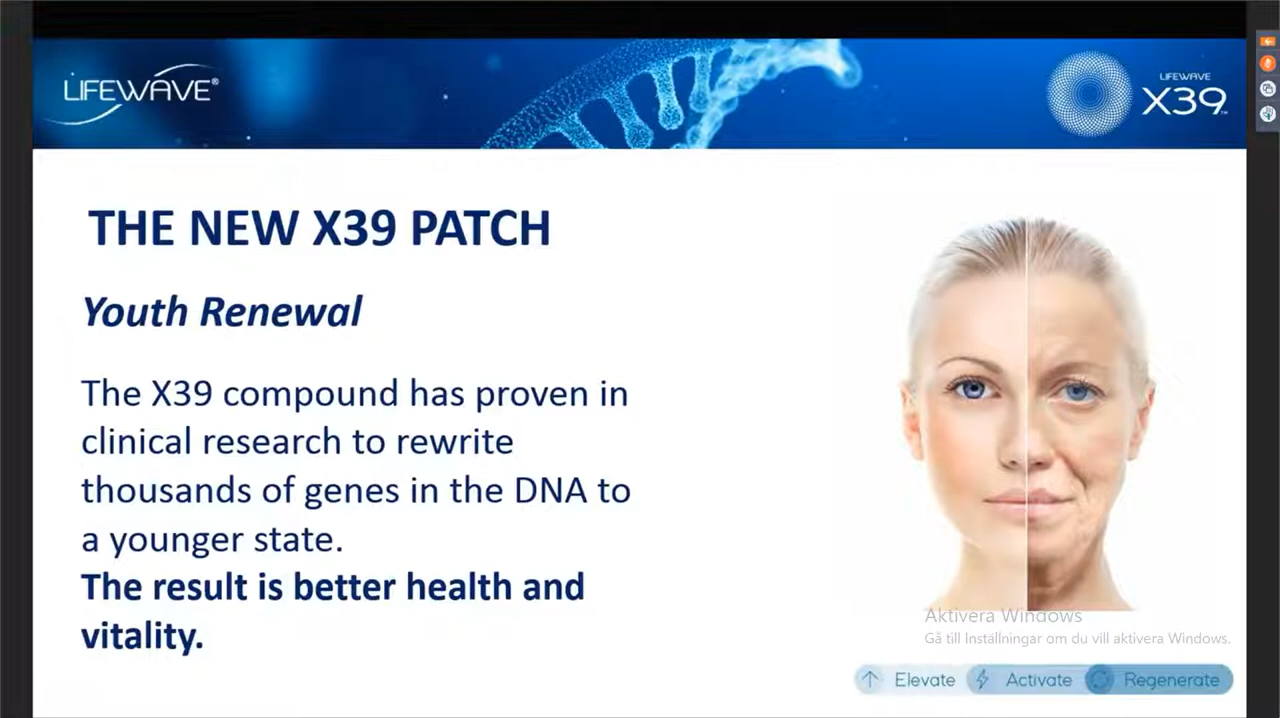 LIFEWAVE®
LIFEWAVE
X39™
THE NEW X39 PATCH
Youth Renewal
The X39 compound has proven in
clinical research to rewrite
thousands of genes in the DNA to
a younger state.
The result is better health and
vitality.
Aktivera Windows
Gå till Inställningar om du vill aktivera Windows.
Elevate
Activate
Regenerate